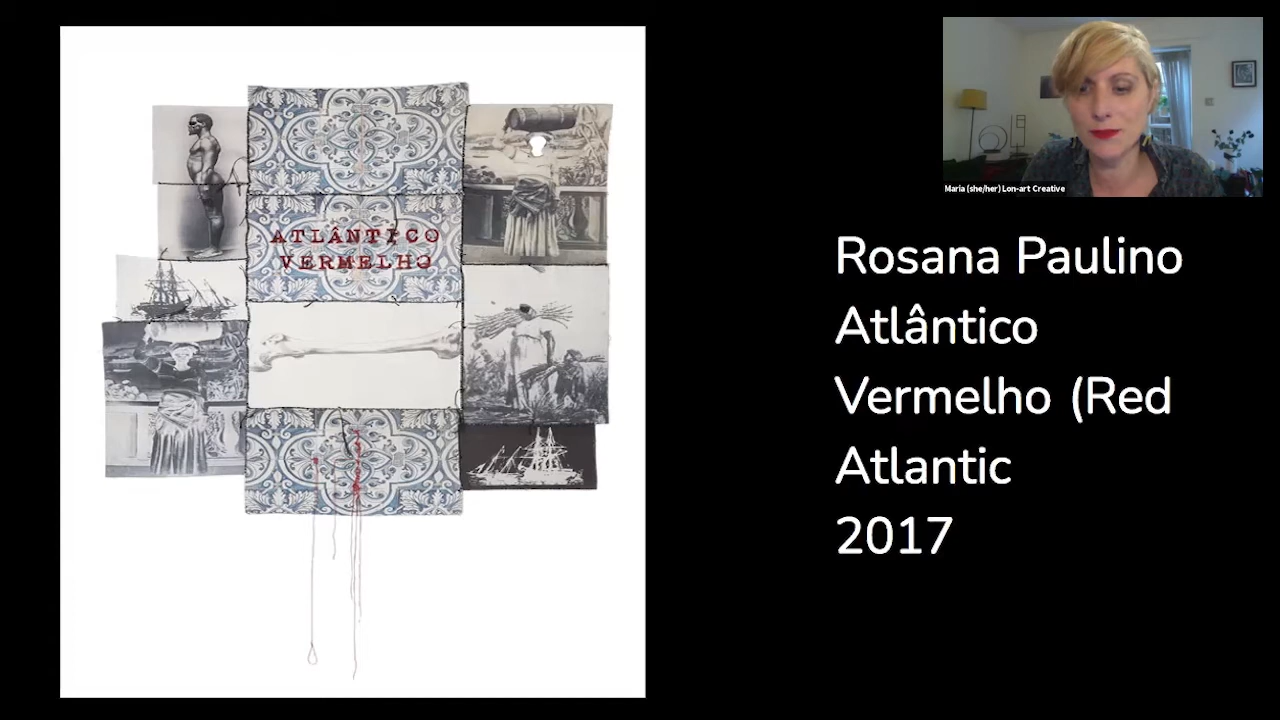 ATLÂNTICO
VERMELHO
Maria (she/her) Lon-art Creative
Rosana Paulino
Atlântico
Vermelho (Red
Atlantic
2017